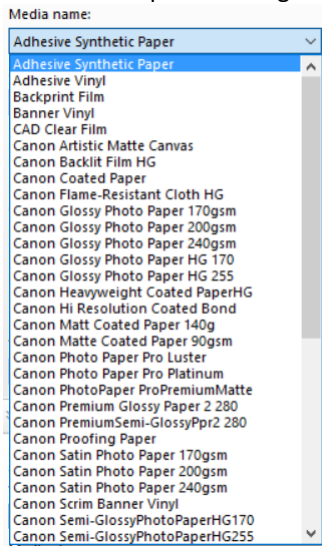 Media name:
Adhesive Synthetic Paper
Adhesive Synthetic Paper
Adhesive Vinyl
Backprint Film
Banner Vinyl
CAD Clear Film
Canon Artistic Matte Canvas
Canon Backlit Film HG
Canon Coated Paper
Canon Flame-Resistant Cloth HG
Canon Glossy Photo Paper 170gsm
Canon Glossy Photo Paper 200gsm
Canon Glossy Photo Paper 240gsm
Canon Glossy Photo Paper HG 170
Canon Glossy Photo Paper HG 255
Canon Heavyweight Coated PaperHG
Canon Hi Resolution Coated Bond
Canon Matt Coated Paper 140g
Canon Matte Coated Paper 90gsm
Canon Photo Paper Pro Luster
Canon Photo Paper Pro Platinum
Canon PhotoPaper ProPremiumMatte
Canon Premium Glossy Paper 2 280
Canon PremiumSemi-GlossyPpr2 280
Canon Proofing Paper
Canon Satin Photo Paper 170gsm
Canon Satin Photo Paper 200gsm
Canon Satin Photo Paper 240gsm
Canon Scrim Banner Vinyl
Canon Semi-GlossyPhotoPaperHG170
Canon Semi-GlossyPhotoPaperHG255